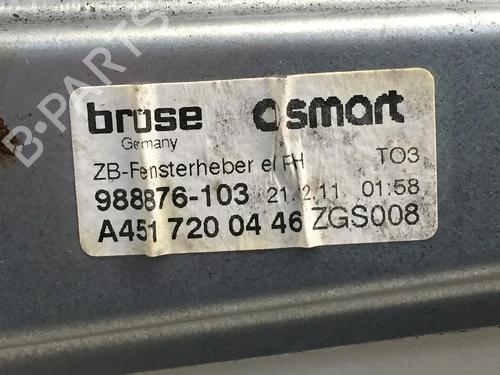 brose smart
Germany
ZB-Fensterheber el FH TO3
988876-103 21.12.11 01:58
A451 720 04 46 ZGS008
B-PARTS